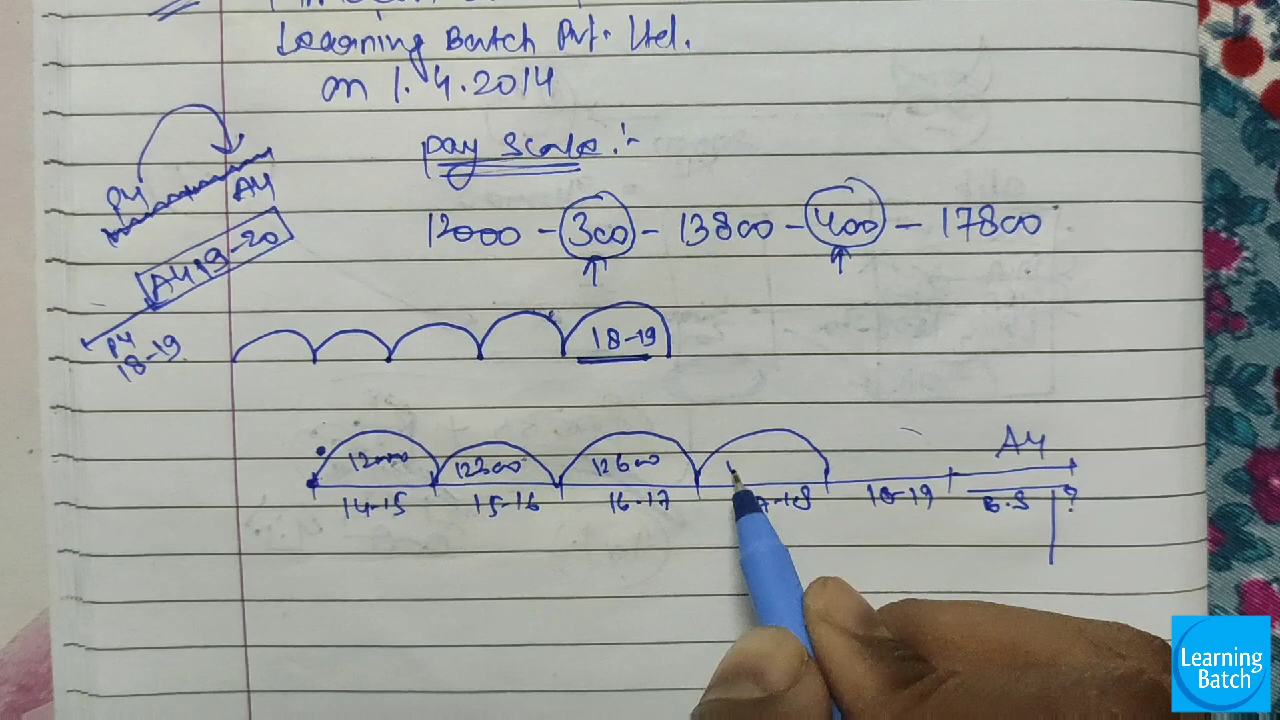 Learning Batch Pvt. Ltd.
on 1.4.2014
pay scale :-
PY
AY
12000 - 300 - 13800 - 400 - 17800
AY 19-20
PY
18-19
18-19
AY
12000 12300 12600
14-15 15-16 16-17 7-18 18-19 B.S ?
Learning
Batch